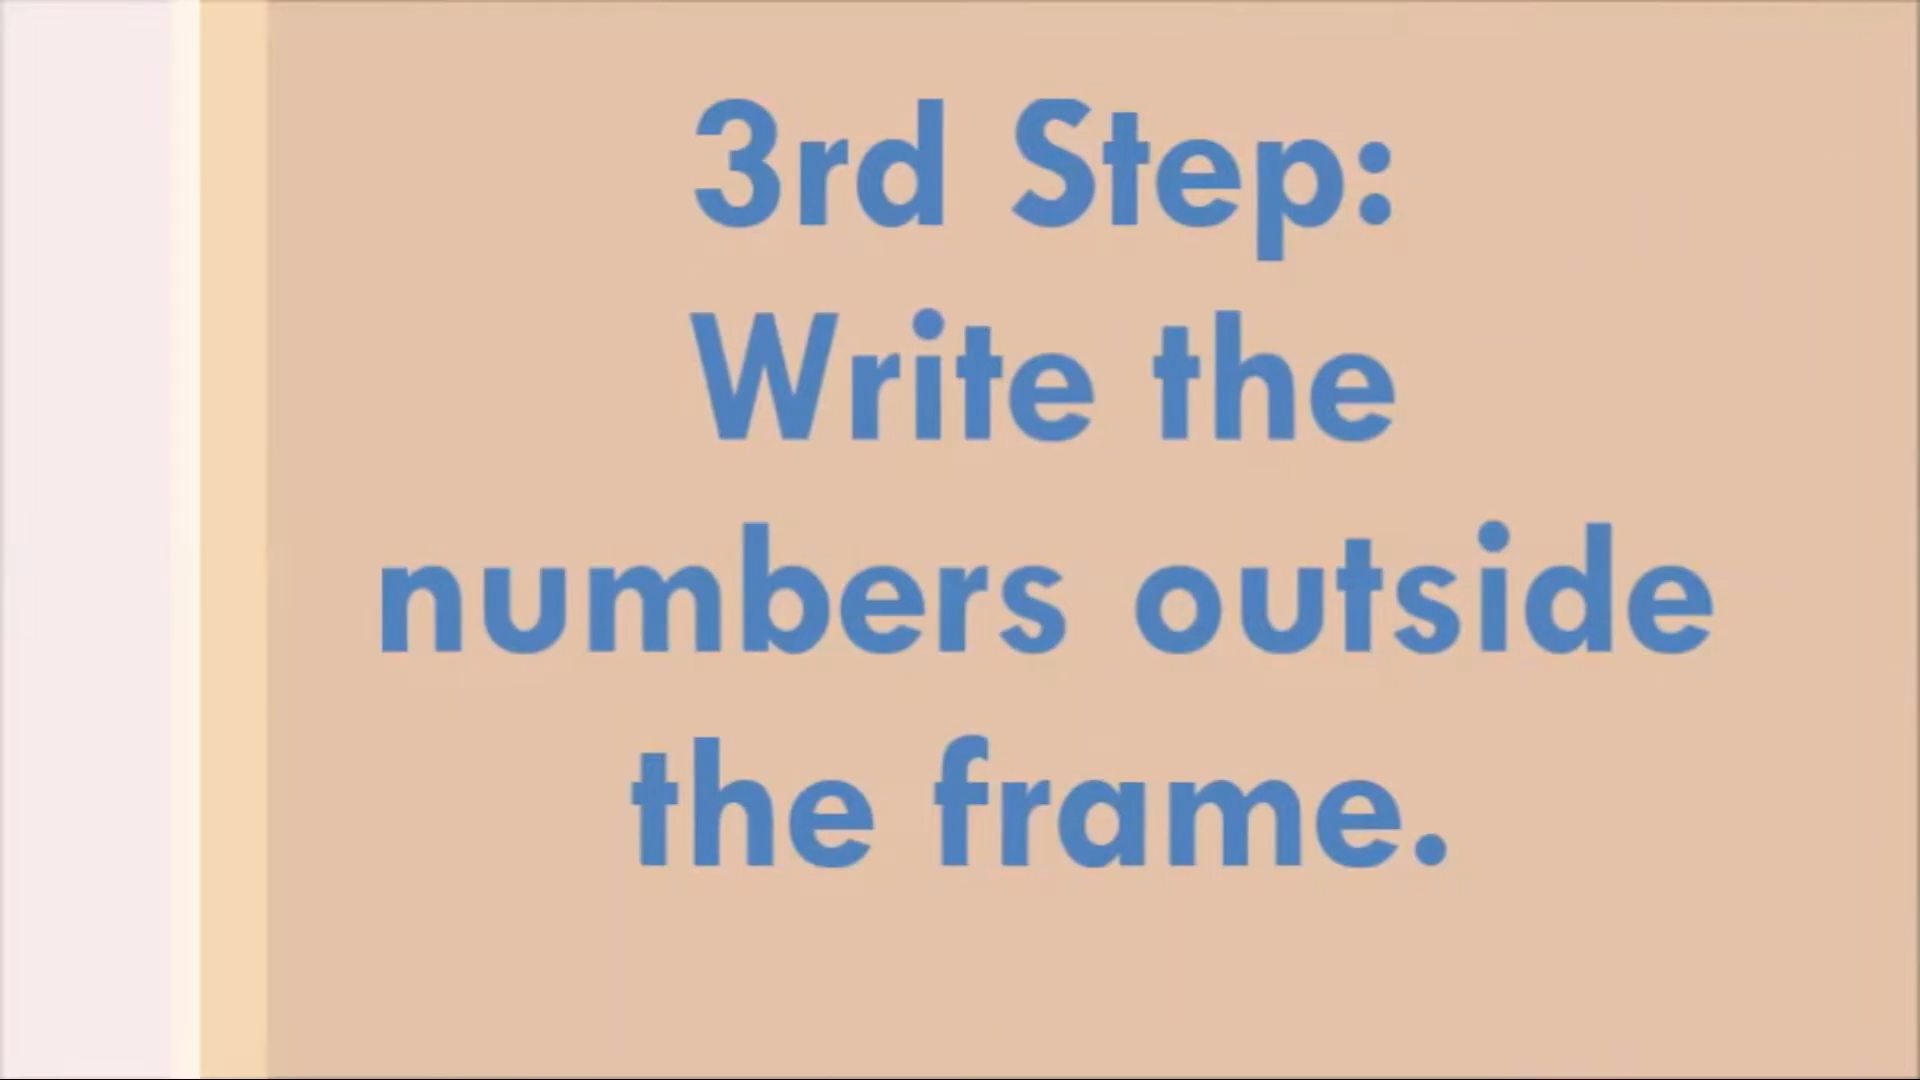 3rd Step:
Write the
numbers outside
the frame.